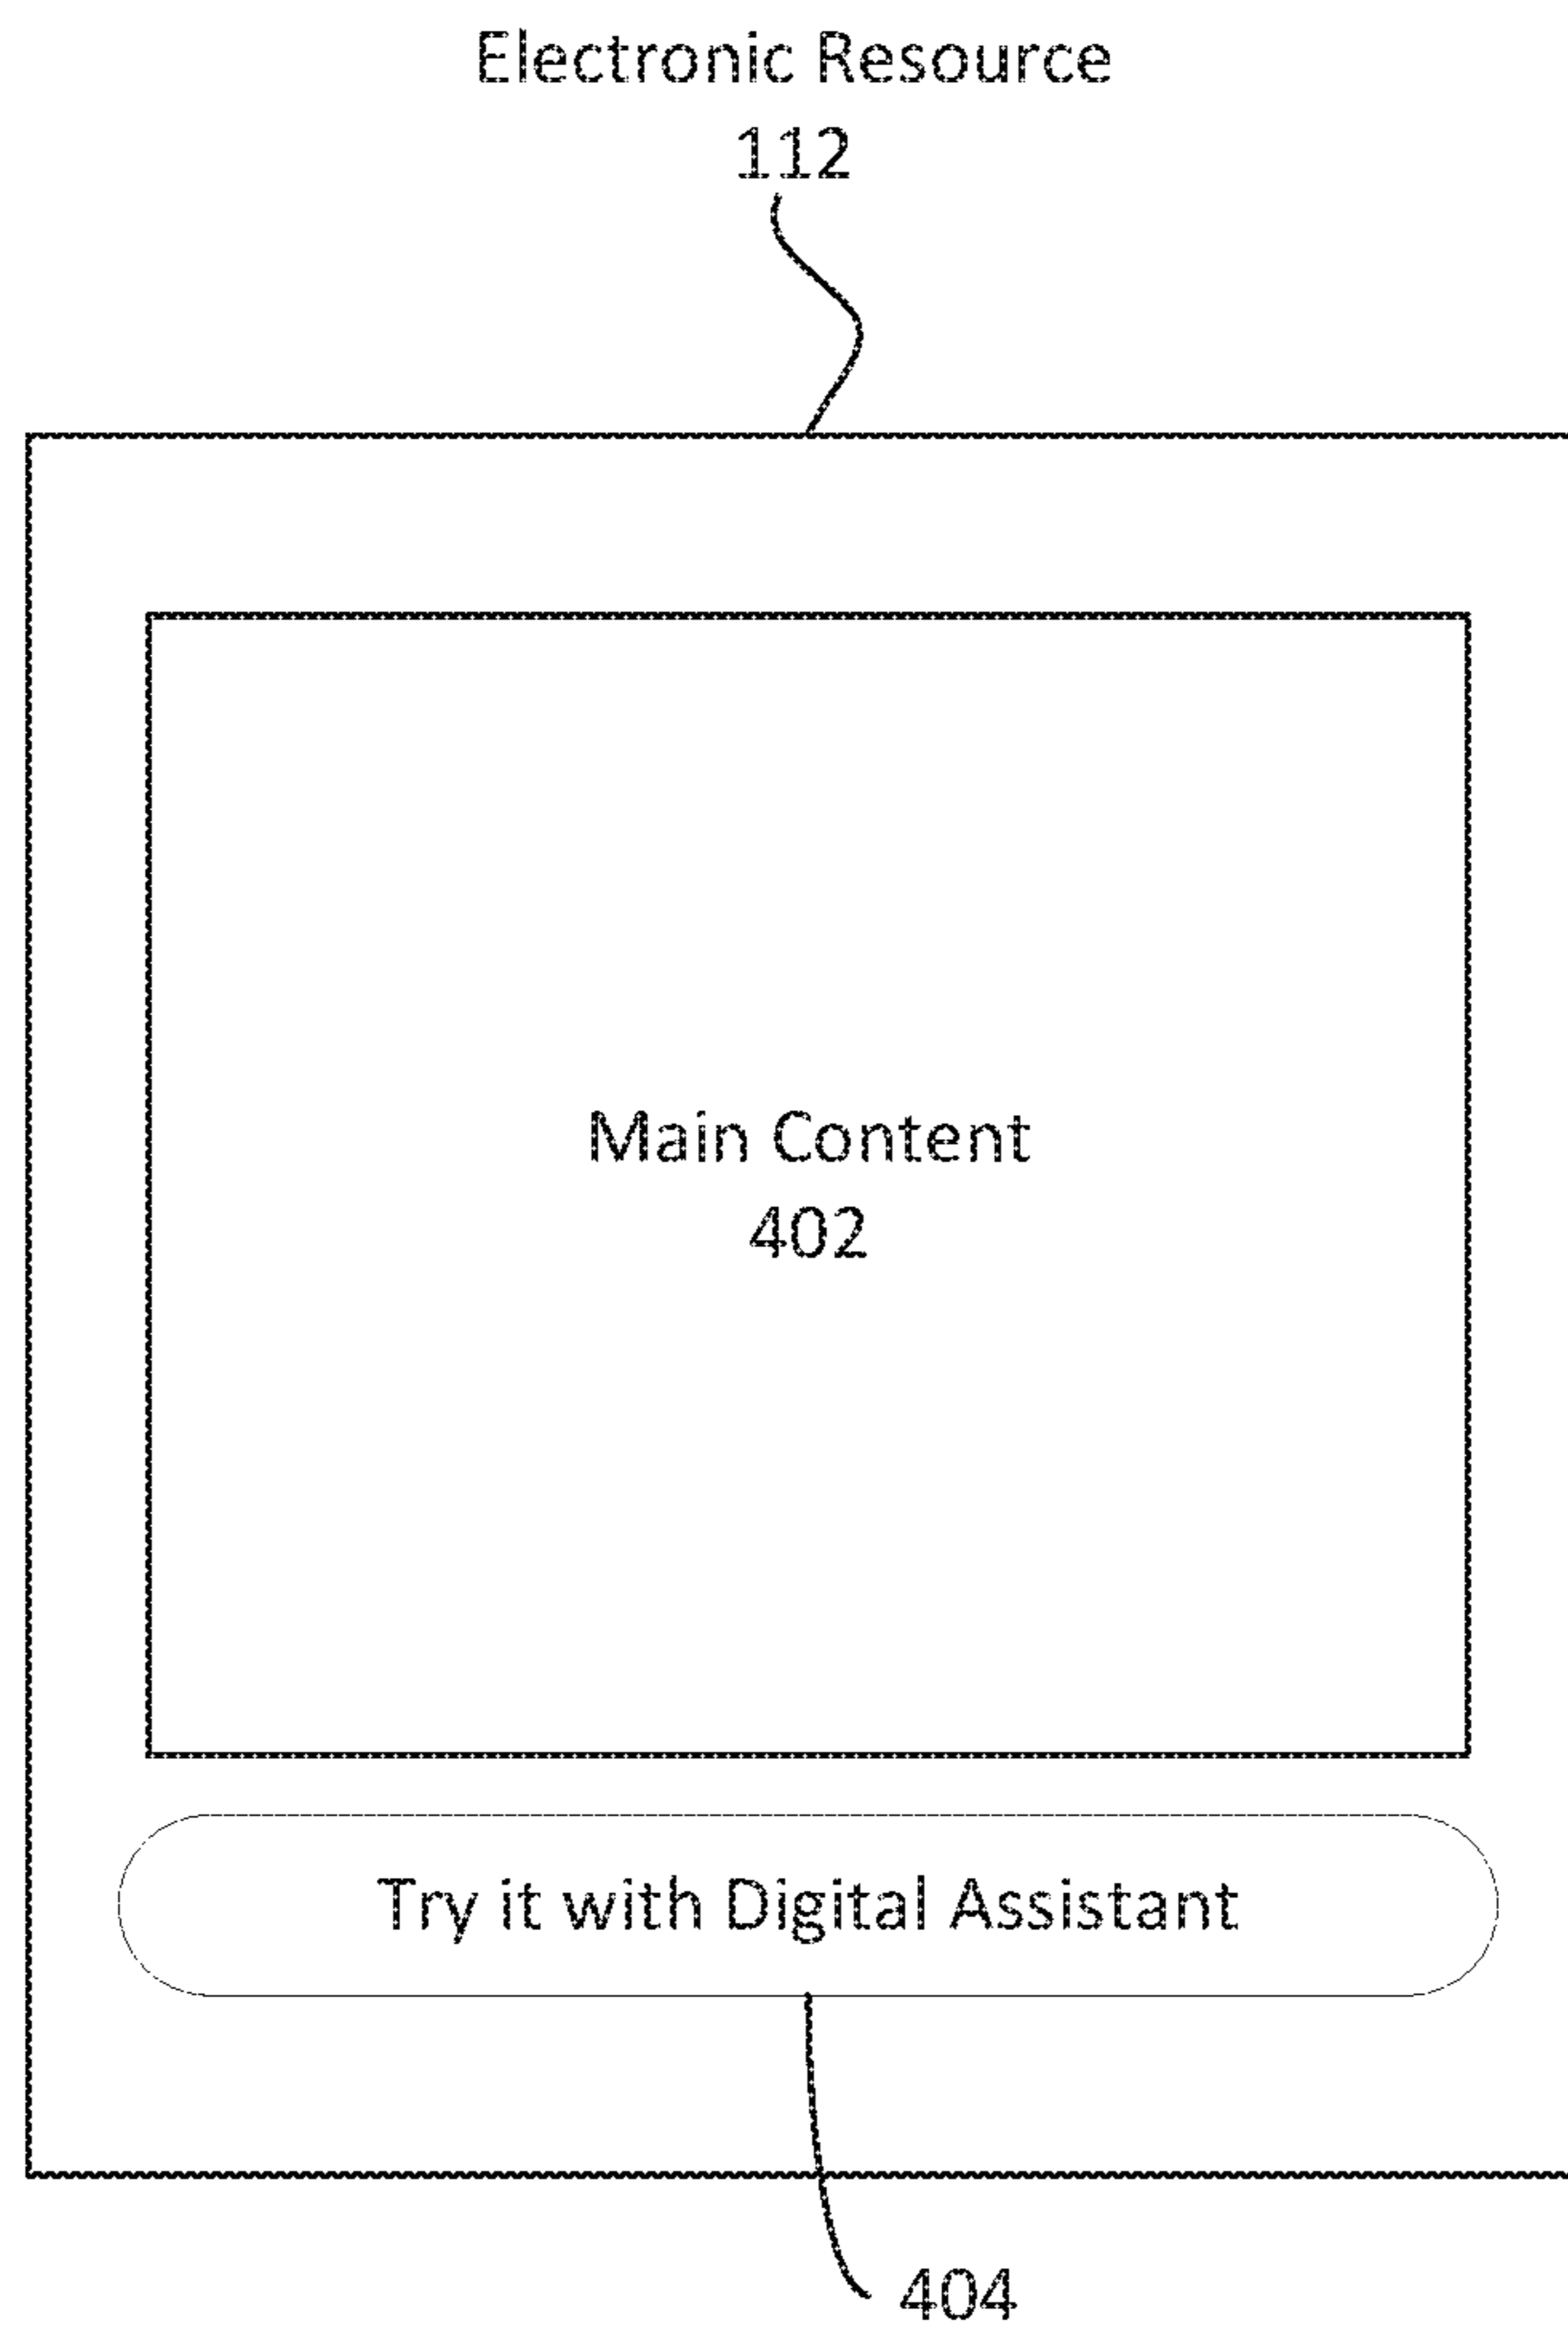 Electronic Resource
112
Main Content
402
Try it with Digital Assistant
404